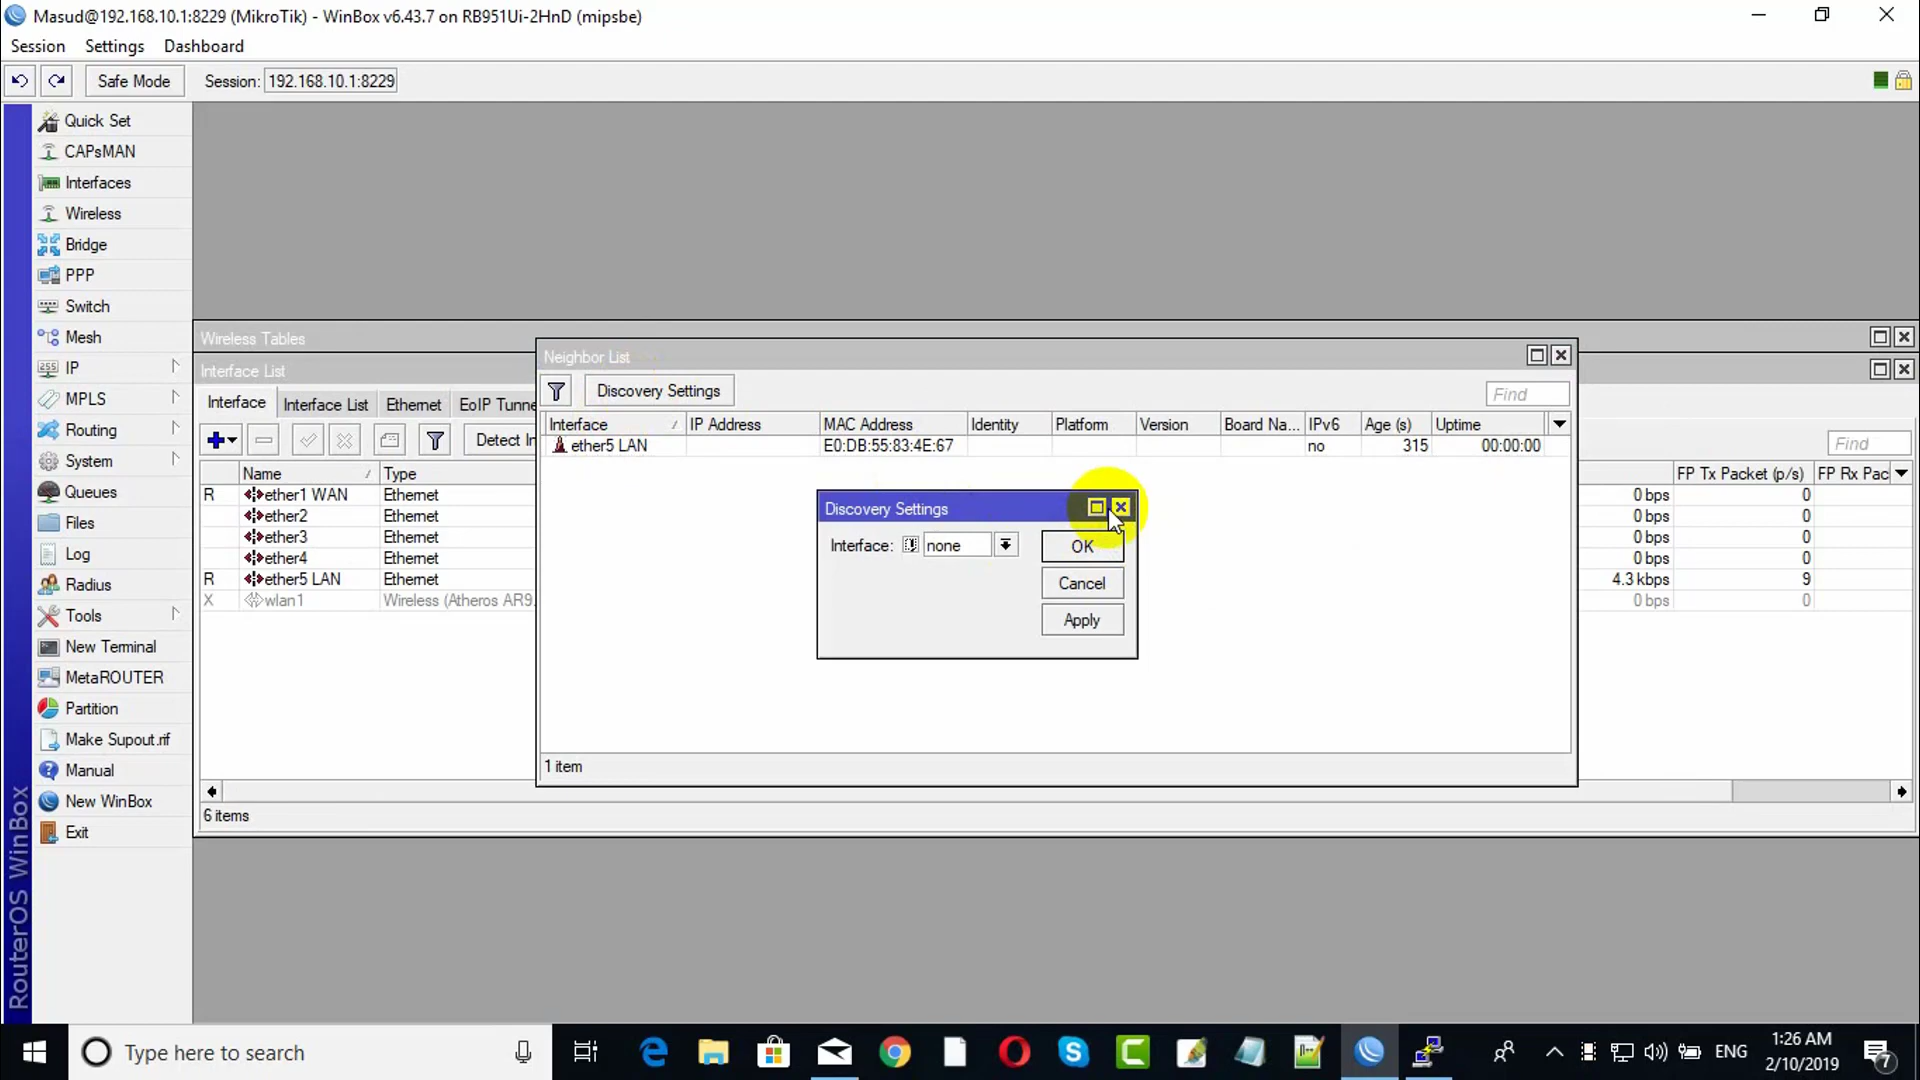 Masud@192.168.10.1:8229 (MikroTik) - WinBox v6.43.7 on RB951Ui-2HnD (mipsbe)
Session Settings Dashboard
Safe Mode Session: 192.168.10.1:8229
Quick Set
CAPsMAN
Interfaces
Wireless
Bridge
PPP
Switch
Mesh
IP
MPLS
Routing
System
Queues
Files
Log
Radius
Tools
New Terminal
MetaROUTER
Partition
Make Supout.rif
Manual
New WinBox
Exit
RouterOS WinBox
Wireless Tables
Interface List
Interface Interface List Ethernet EoIP Tunne
Detect In
Find
Name Type FP Tx Packet (p/s) FP Rx Pac
R ether1 WAN Ethernet 0 bps 0
ether2 Ethernet 0 bps 0
ether3 Ethernet 0 bps 0
ether4 Ethernet 0 bps 0
R ether5 LAN Ethernet 4.3 kbps 9
X wlan1 Wireless (Atheros AR9. 0 bps 0
6 items
Neighbor List
Discovery Settings Find
Interface IP Address MAC Address Identity Platform Version Board Na... IPv6 Age (s) Uptime
ether5 LAN E0:DB:55:83:4E:67 no 315 00:00:00
1 item
Discovery Settings
Interface: ! none OK
Cancel
Apply
Type here to search
ENG
1:26 AM
2/10/2019
7